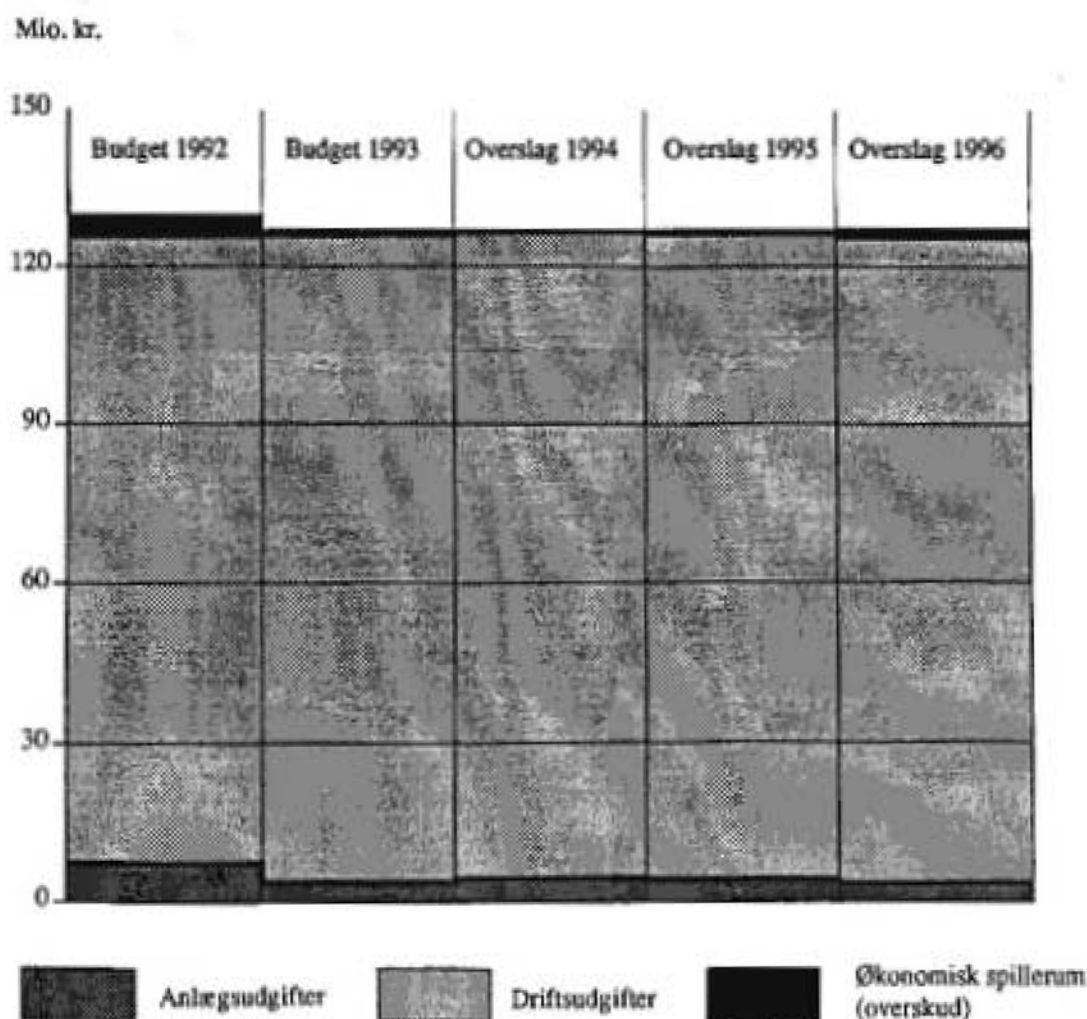 Mio. kr.
150
Budget 1992
Budget 1993
Overslag 1994
Overslag 1995
Overslag 1996
120
90
60
30
0
Anlægsudgifter
Driftsudgifter
Økonomisk spillerum
(overskud)